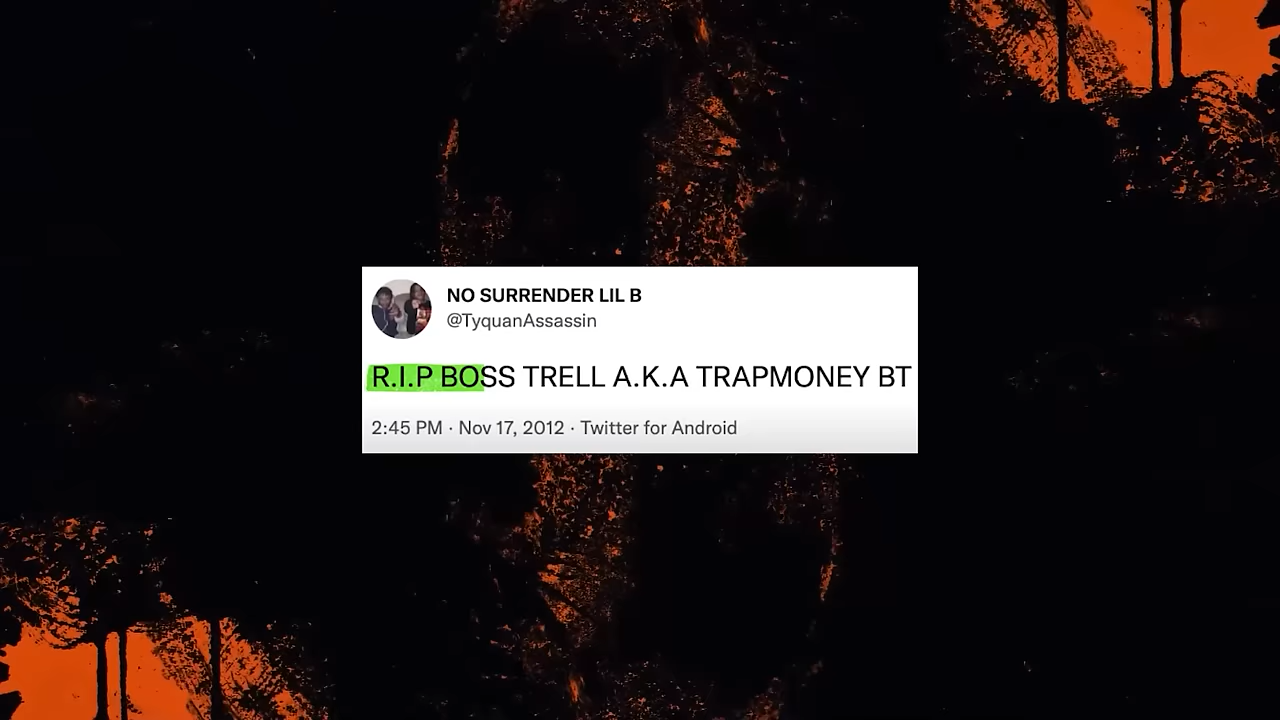 NO SURRENDER LIL B
@TyquanAssassin
R.I.P BOSS TRELL A.K.A TRAPMONEY BT
2:45 PM · Nov 17, 2012 · Twitter for Android